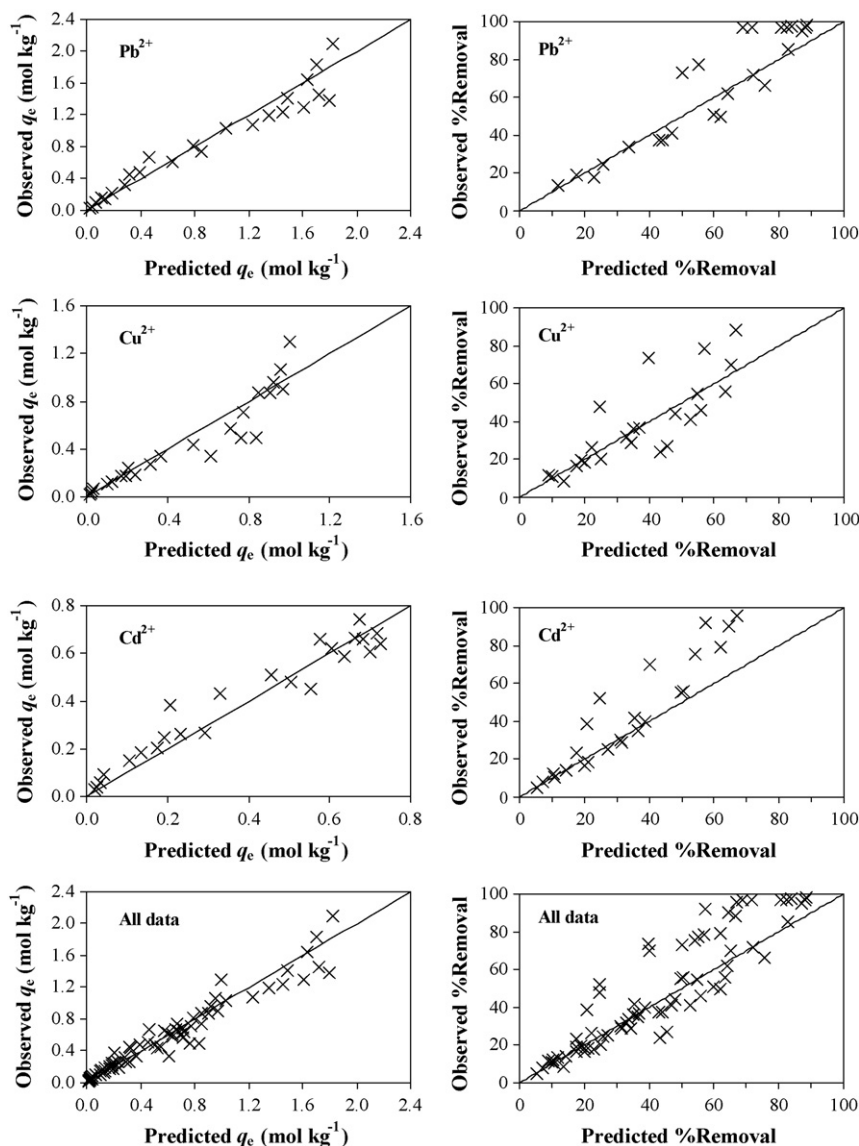 2.4
2.0
1.6
1.2
0.8
0.4
0.0
Observed qe (mol kg-1)
Pb2+
0.0 0.4 0.8 1.2 1.6 2.0 2.4
Predicted qe (mol kg-1)
100
80
60
40
20
0
Observed %Removal
Pb2+
0 20 40 60 80 100
Predicted %Removal
1.6
1.2
0.8
0.4
0.0
Observed qe (mol kg-1)
Cu2+
0.0 0.4 0.8 1.2 1.6
Predicted qe (mol kg-1)
100
80
60
40
20
0
Observed %Removal
Cu2+
0 20 40 60 80 100
Predicted %Removal
0.8
0.6
0.4
0.2
0.0
Observed qe (mol kg-1)
Cd2+
0.0 0.2 0.4 0.6 0.8
Predicted qe (mol kg-1)
100
80
60
40
20
0
Observed %Removal
Cd2+
0 20 40 60 80 100
Predicted %Removal
2.4
2.0
1.6
1.2
0.8
0.4
0.0
Observed qe (mol kg-1)
All data
0.0 0.4 0.8 1.2 1.6 2.0 2.4
Predicted qe (mol kg-1)
100
80
60
40
20
0
Observed %Removal
All data
0 20 40 60 80 100
Predicted %Removal